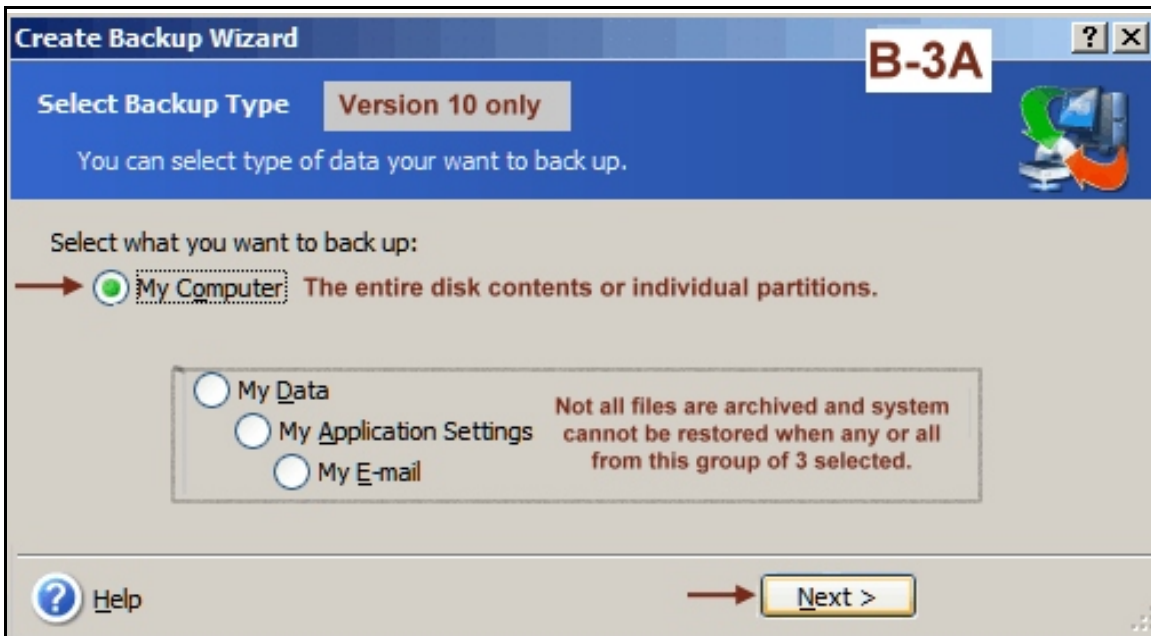 Create Backup Wizard
? X
B-3A
Select Backup Type
Version 10 only
You can select type of data your want to back up.
Select what you want to back up:
My Computer
The entire disk contents or individual partitions.
My Data
My Application Settings
My E-mail
Not all files are archived and system
cannot be restored when any or all
from this group of 3 selected.
? Help
Next >